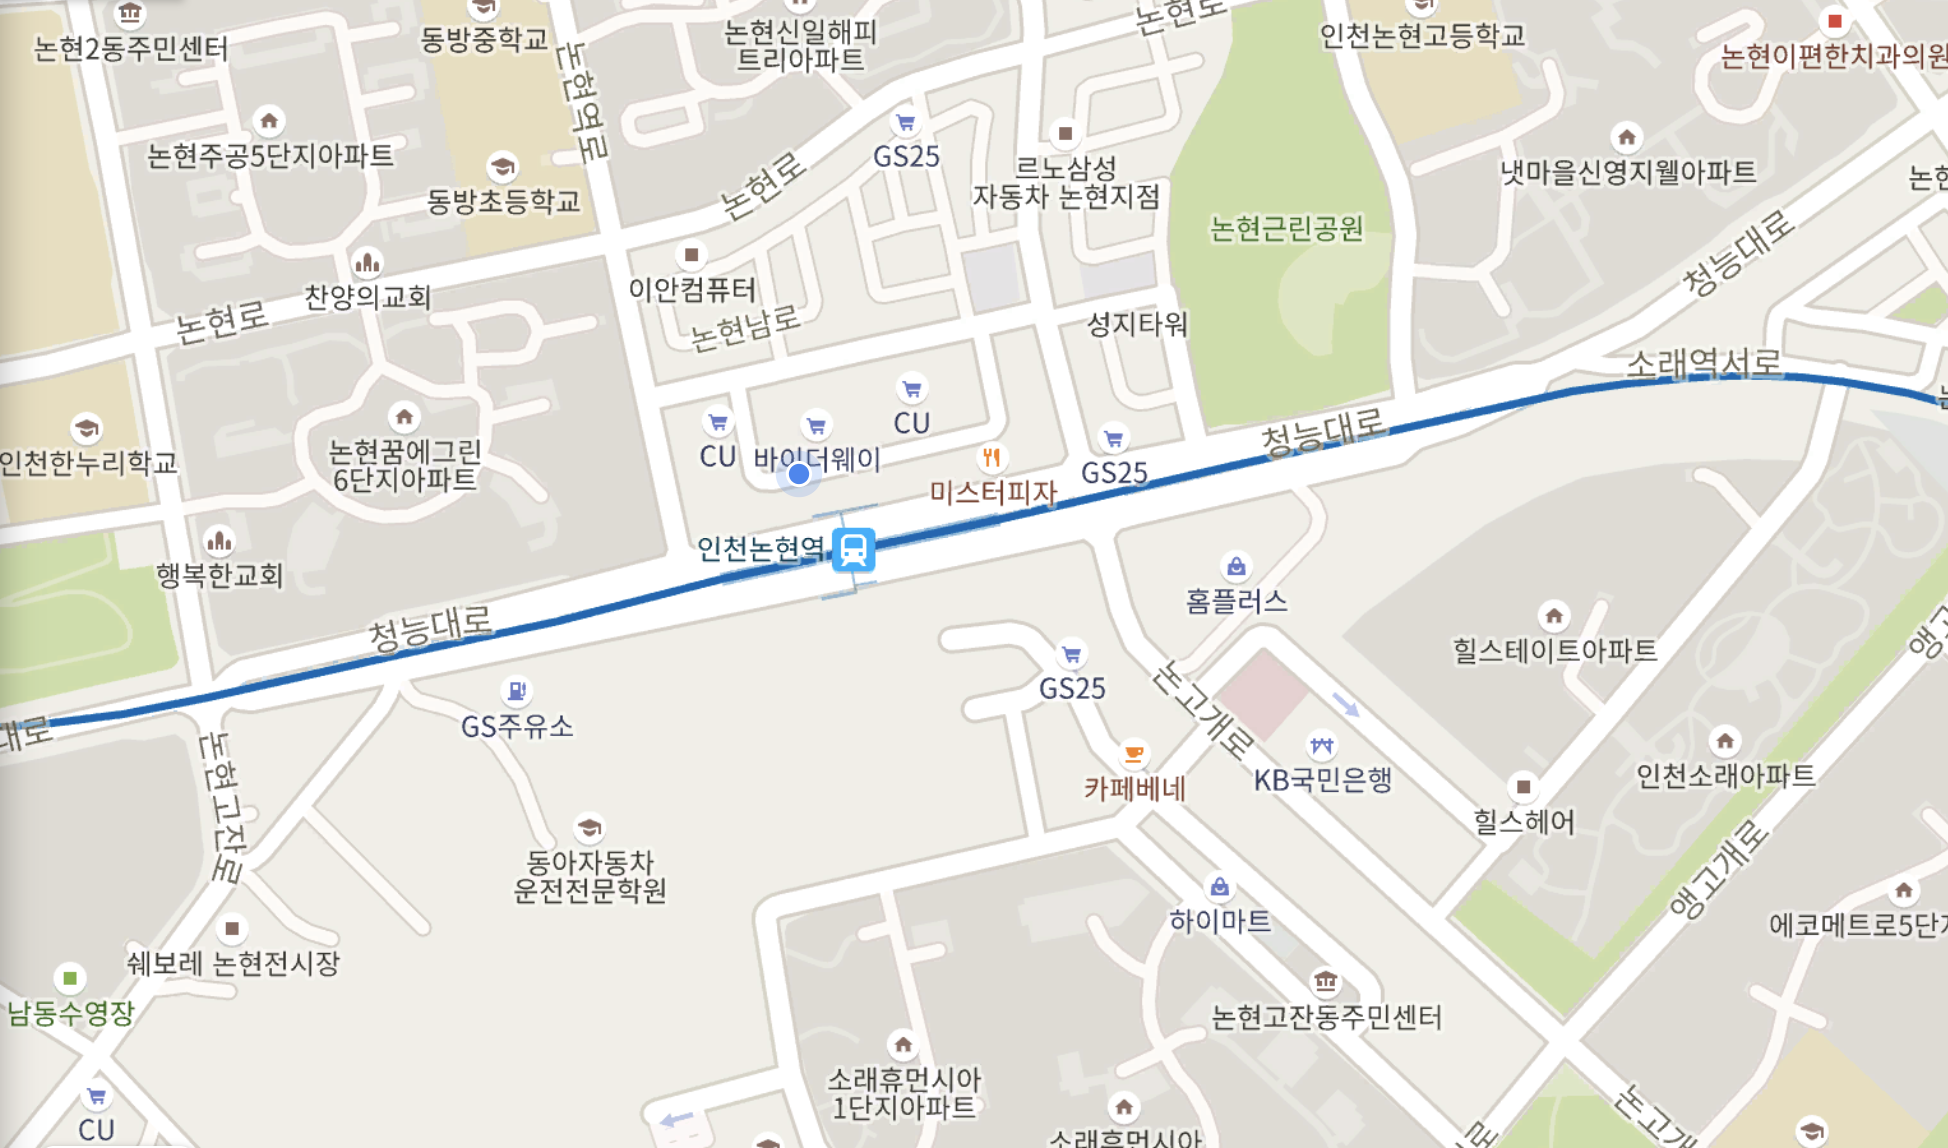 논현2동주민센터
동방중학교
논현신일해피
트리아파트
논현로
인천논현고등학교
논현이편한치과의원
논현역로
논현주공5단지아파트
동방초등학교
GS25
르노삼성
자동차 논현지점
냇마을신영지웰아파트
논현로
논현근린공원
청능대로
찬양의교회
이안컴퓨터
논현로
논현남로
성지타워
소래역서로
CU
CU
바이더웨이
청능대로
인천한누리학교
논현꿈에그린
6단지아파트
미스터피자
GS25
인천논현역
행복한교회
홈플러스
청능대로
힐스테이트아파트
GS25
GS주유소
대로
논고개로
논현고잔로
카페베네
KB국민은행
인천소래아파트
힐스헤어
동아자동차
운전전문학원
앵고개로
하이마트
에코메트로5단지
쉐보레 논현전시장
남동수영장
논현고잔동주민센터
소래휴먼시아
1단지아파트
CU
소래휴먼시아
논고개
로